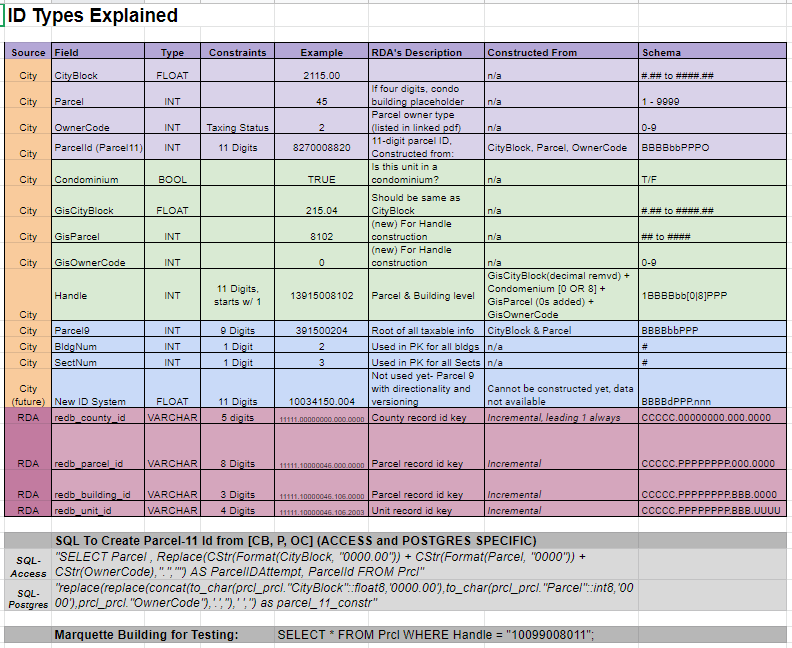 ID Types Explained
Source Field Type Constraints Example RDA's Description Constructed From Schema
City CityBlock FLOAT 2115.00 n/a #.## to ####.##
City Parcel INT 45 If four digits, condo building placeholder n/a 1 - 9999
City OwnerCode INT Taxing Status 2 Parcel owner type (listed in linked pdf) n/a 0-9
City ParcelId (Parcel11) INT 11 Digits 8270008820 11-digit parcel ID, Constructed from: CityBlock, Parcel, OwnerCode BBBBbbPPPO
City Condominium BOOL TRUE Is this unit in a condominium? n/a T/F
City GisCityBlock FLOAT 215.04 Should be same as CityBlock n/a #.## to ####.##
City GisParcel INT 8102 (new) For Handle construction n/a ## to ####
City GisOwnerCode INT 0 (new) For Handle construction n/a 0-9
City Handle INT 11 Digits, starts w/ 1 13915008102 Parcel & Building level GisCityBlock(decimal remvd) + Condomenium [0 OR 8] + GisParcel (0s added) + GisOwnerCode 1BBBBbb[0|8]PPP
City Parcel9 INT 9 Digits 391500204 Root of all taxable info CityBlock & Parcel BBBBbbPPP
City BldgNum INT 1 Digit 2 Used in PK for all bldgs n/a #
City SectNum INT 1 Digit 3 Used in PK for all Sects n/a #
City (future) New ID System FLOAT 11 Digits 10034150.004 Not used yet- Parcel 9 with directionality and versioning Cannot be constructed yet, data not available BBBBdPPP.nnn
RDA redb_county_id VARCHAR 5 digits 11111.00000000.000.0000 County record id key Incremental, leading 1 always CCCCC.00000000.000.0000
RDA redb_parcel_id VARCHAR 8 Digits 11111.10000046.000.0000 Parcel record id key Incremental CCCCC.PPPPPPPP.000.0000
RDA redb_building_id VARCHAR 3 Digits 11111.10000046.106.0000 Parcel record id key Incremental CCCCC.PPPPPPPP.BBB.0000
RDA redb_unit_id VARCHAR 4 Digits 11111.10000046.106.2003 Unit record id key Incremental CCCCC.PPPPPPPP.BBB.UUUU
SQL To Create Parcel-11 Id from [CB, P, OC] (ACCESS and POSTGRES SPECIFIC)
SQL-Access "SELECT Parcel , Replace(CStr(Format(CityBlock, "0000.00")) + CStr(Format(Parcel, "0000")) +
CStr(OwnerCode),".","") AS ParcelIDAttempt, ParcelId FROM Prcl"
SQL-Postgres "replace(replace(concat(to_char(prcl_prcl."CityBlock"::float8,'0000.00'),to_char(prcl_prcl."Parcel"::int8,'00
00'),prcl_prcl."OwnerCode"),'.',''),' ','') as parcel_11_constr"
Marquette Building for Testing: SELECT * FROM Prcl WHERE Handle = "10099008011";